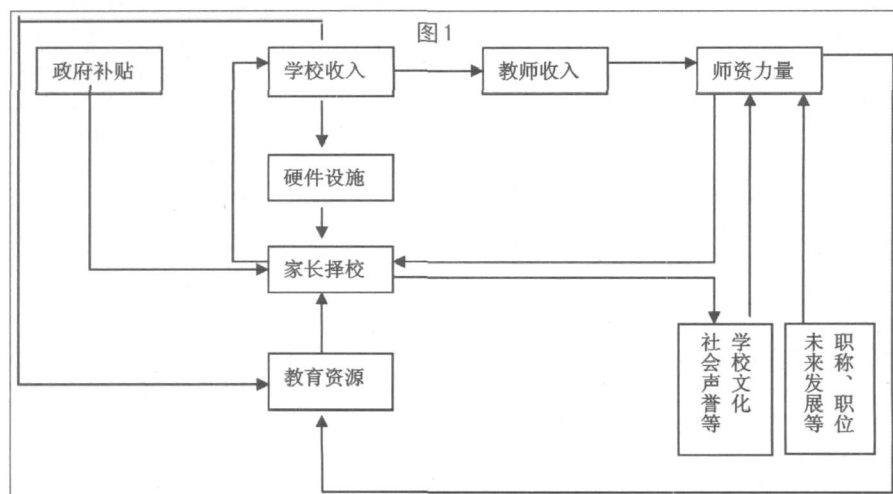 图1
政府补贴
学校收入
教师收入
师资力量
硬件设施
家长择校
教育资源
学校文化
社会声誉等
职称、职位
未来发展等